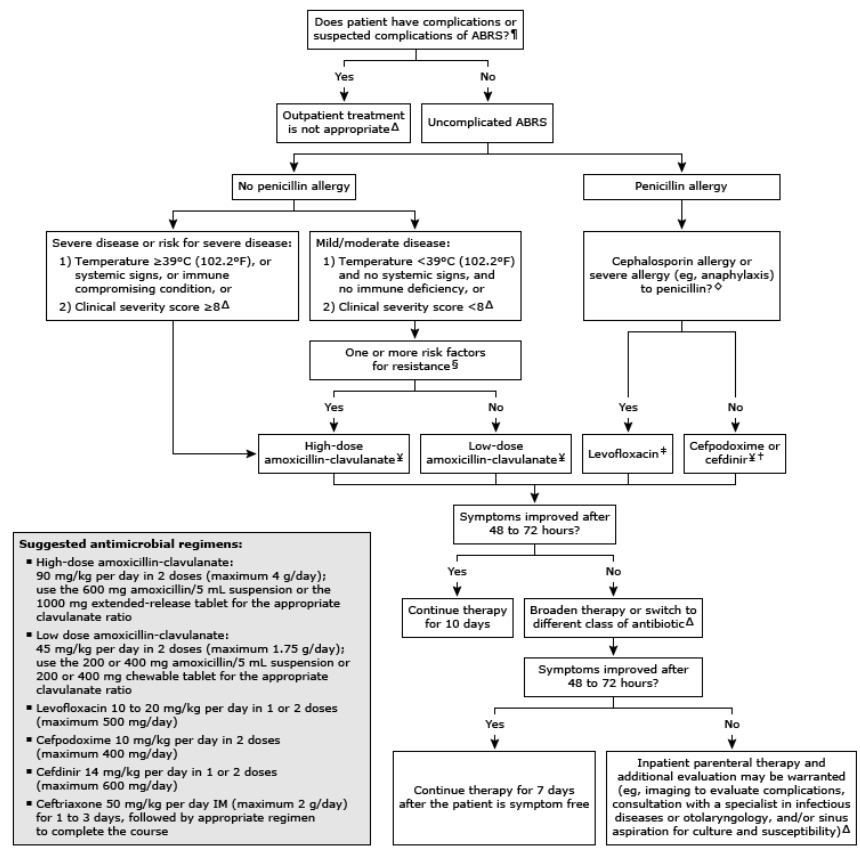 Does patient have complications or
suspected complications of ABRS?¶
Yes
No
Outpatient treatment
is not appropriateΔ
Uncomplicated ABRS
No penicillin allergy
Penicillin allergy
Severe disease or risk for severe disease:
1) Temperature ≥39°C (102.2°F), or
systemic signs, or immune
compromising condition, or
2) Clinical severity score ≥8Δ
Mild/moderate disease:
1) Temperature <39°C (102.2°F)
and no systemic signs, and
no immune deficiency, or
2) Clinical severity score <8Δ
Cephalosporin allergy or
severe allergy (eg, anaphylaxis)
to penicillin?◇
One or more risk factors
for resistance§
Yes
No
Yes
No
High-dose
amoxicillin-clavulanate¥
Low-dose
amoxicillin-clavulanate¥
Levofloxacin‡
Cefpodoxime or
cefdinir¥†
Symptoms improved after
48 to 72 hours?
Yes
No
Continue therapy
for 10 days
Broaden therapy or switch to
different class of antibioticΔ
Symptoms improved after
48 to 72 hours?
Yes
No
Continue therapy for 7 days
after the patient is symptom free
Inpatient parenteral therapy and
additional evaluation may be warranted
(eg, imaging to evaluate complications,
consultation with a specialist in infectious
diseases or otolaryngology, and/or sinus
aspiration for culture and susceptibility)Δ
Suggested antimicrobial regimens:
▪ High-dose amoxicillin-clavulanate:
90 mg/kg per day in 2 doses (maximum 4 g/day);
use the 600 mg amoxicillin/5 mL suspension or the
1000 mg extended-release tablet for the appropriate
clavulanate ratio
▪ Low dose amoxicillin-clavulanate:
45 mg/kg per day in 2 doses (maximum 1.75 g/day);
use the 200 or 400 mg amoxicillin/5 mL suspension or
200 or 400 mg chewable tablet for the appropriate
clavulanate ratio
▪ Levofloxacin 10 to 20 mg/kg per day in 1 or 2 doses
(maximum 500 mg/day)
▪ Cefpodoxime 10 mg/kg per day in 2 doses
(maximum 400 mg/day)
▪ Cefdinir 14 mg/kg per day in 1 or 2 doses
(maximum 600 mg/day)
▪ Ceftriaxone 50 mg/kg per day IM (maximum 2 g/day)
for 1 to 3 days, followed by appropriate regimen
to complete the course